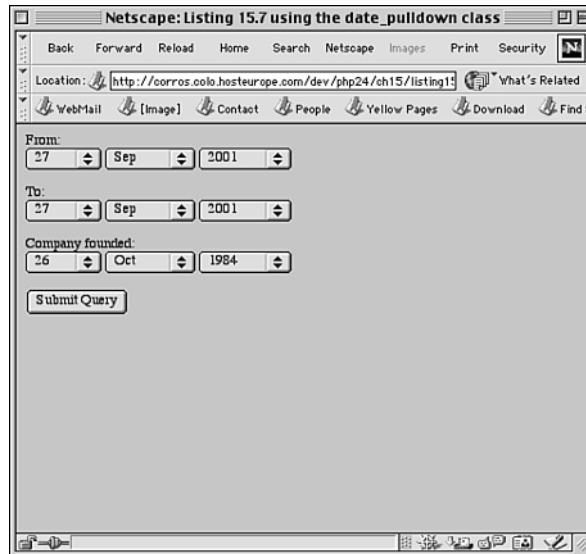 Netscape: Listing 15.7 using the date_pulldown class
Back Forward Reload Home Search Netscape Images Print Security N
Location: http://corros.colo.hosteurope.com/dev/php24/ch15/listing15 What's Related
WebMail [Image] Contact People Yellow Pages Download Find
From:
27 Sep 2001
To:
27 Sep 2001
Company founded:
26 Oct 1984
Submit Query